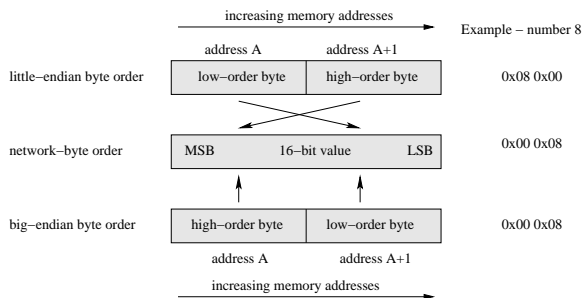 increasing memory addresses
Example − number 8
address A address A+1
little−endian byte order low−order byte high−order byte 0x08 0x00
network−byte order MSB 16−bit value LSB 0x00 0x08
big−endian byte order high−order byte low−order byte 0x00 0x08
address A address A+1
increasing memory addresses